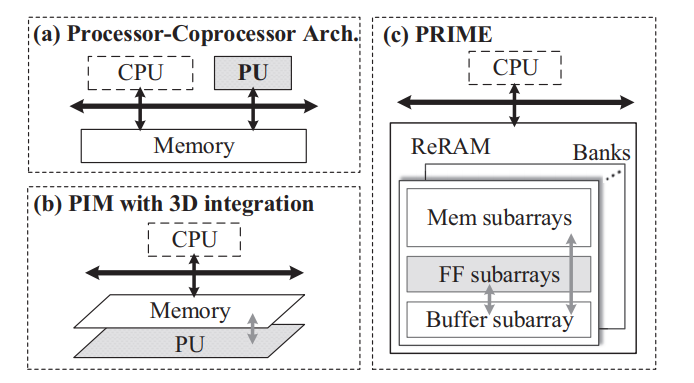 (a) Processor-Coprocessor Arch.
CPU
PU
Memory
(b) PIM with 3D integration
CPU
Memory
PU
(c) PRIME
CPU
ReRAM
Banks
Mem subarrays
FF subarrays
Buffer subarray